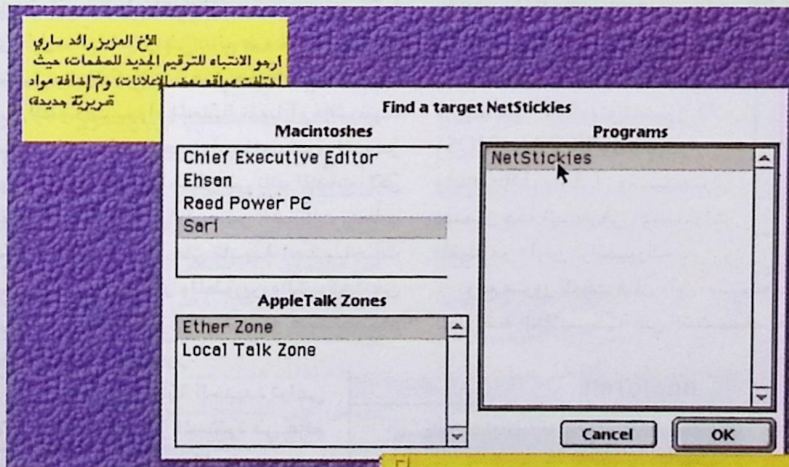 الأخ العزيز رائد ساري
ارجو الانتباه للترقيم الجديد للصفحات، حيث
اختلفت مواقع بعض الإعلانات، وتم إضافة مواد
تحريرية جديدة،
Find a target NetStickies
Macintoshes
Chief Executive Editor
Ehsan
Raed Power PC
Sari
AppleTalk Zones
Ether Zone
Local Talk Zone
Programs
NetStickies
Cancel
OK